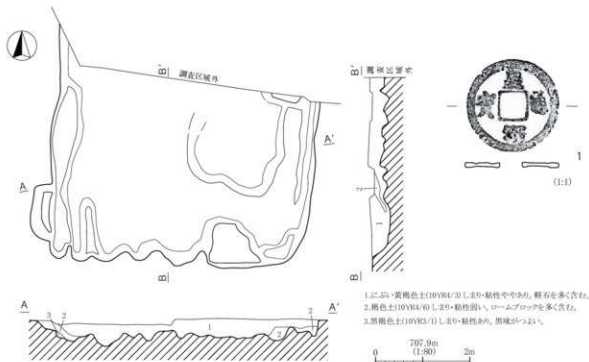 B'
調査区域外
A'
A
B
B'
調査区域外
2
1
B
1
(1:1)
A
3
2
1
2
2
A'
1.にぶい黄褐色土(10YR4/3)しまり・粘性ややあり、軽石を多く含む。
2.褐色土(10YR4/6)しまり・粘性弱い、ロームブロックを多く含む。
3.黒褐色土(10YR3/1)しまり・粘性あり、黒味がつよい。
707.9m
0 (1:80) 2m